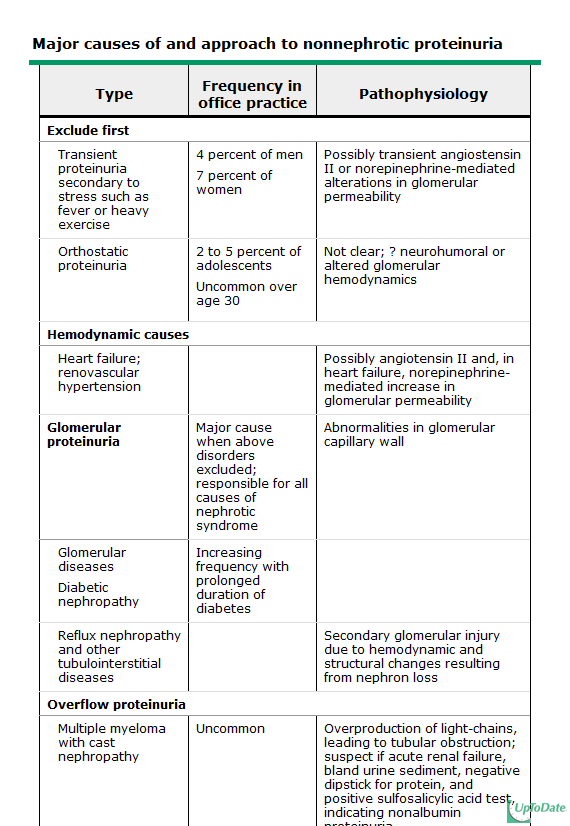 Major causes of and approach to nonnephrotic proteinuria
Type
Frequency in
office practice
Pathophysiology
Exclude first
Transient
proteinuria
secondary to
stress such as
fever or heavy
exercise
4 percent of men
7 percent of
women
Possibly transient angiostensin
II or norepinephrine-mediated
alterations in glomerular
permeability
Orthostatic
proteinuria
2 to 5 percent of
adolescents
Uncommon over
age 30
Not clear; ? neurohumoral or
altered glomerular
hemodynamics
Hemodynamic causes
Heart failure;
renovascular
hypertension
Possibly angiotensin II and, in
heart failure, norepinephrine-
mediated increase in
glomerular permeability
Glomerular
proteinuria
Major cause
when above
disorders
excluded;
responsible for all
causes of
nephrotic
syndrome
Abnormalities in glomerular
capillary wall
Glomerular
diseases
Diabetic
nephropathy
Increasing
frequency with
prolonged
duration of
diabetes
Reflux nephropathy
and other
tubulointerstitial
diseases
Secondary glomerular injury
due to hemodynamic and
structural changes resulting
from nephron loss
Overflow proteinuria
Multiple myeloma
with cast
nephropathy
Uncommon
Overproduction of light-chains,
leading to tubular obstruction;
suspect if acute renal failure,
bland urine sediment, negative
dipstick for protein, and
positive sulfosalicylic acid test,
indicating nonalbumin
proteinuria
UpToDate